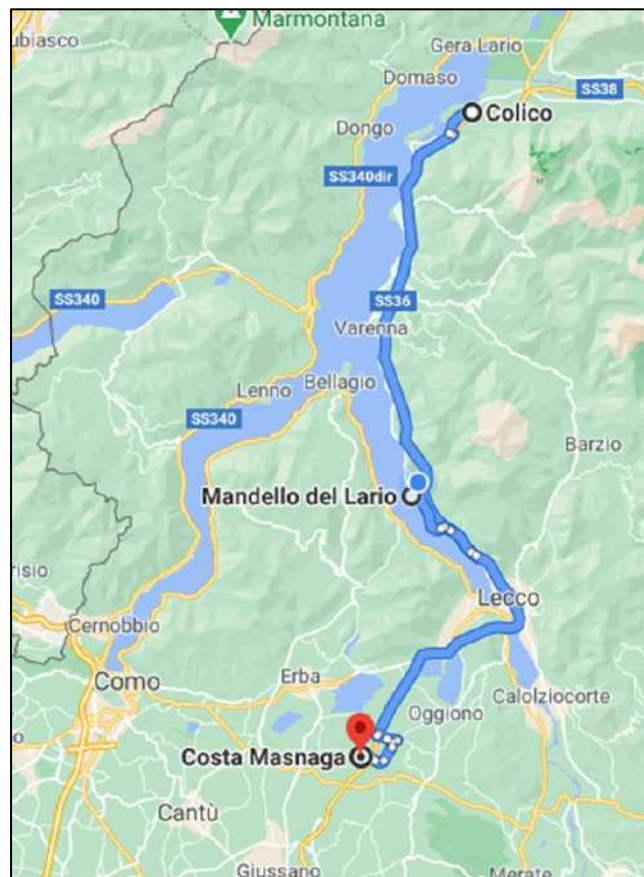 ubiasco
Marmontana
Gera Lario
Domaso
SS38
Colico
Dongo
SS340dir
SS340
SS36
Varenna
Lenno
Bellagio
SS340
Barzio
Mandello del Lario
risio
Lecco
Cernobbio
Como
Erba
Calolziocorte
Oggiono
Costa Masnaga
Cantù
Giussano
Merate